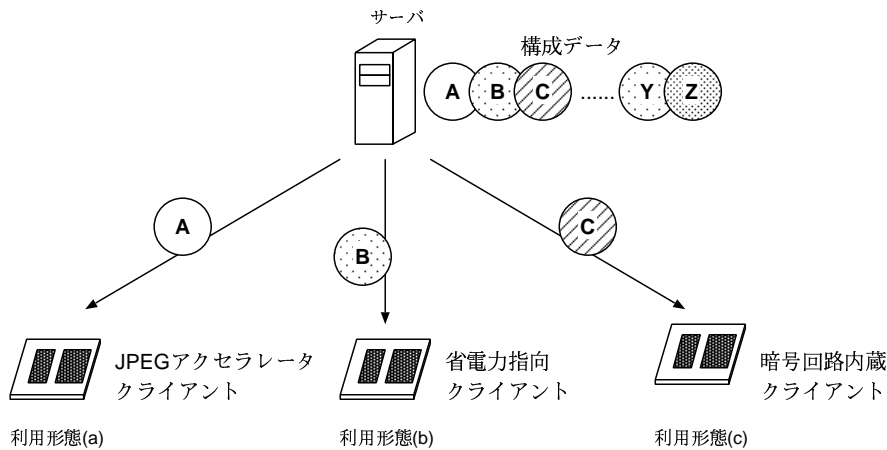 サーバ
構成データ
A B C ...... Y Z
A
B
C
JPEGアクセラレータ
クライアント
省電力指向
クライアント
暗号回路内蔵
クライアント
利用形態(a)
利用形態(b)
利用形態(c)